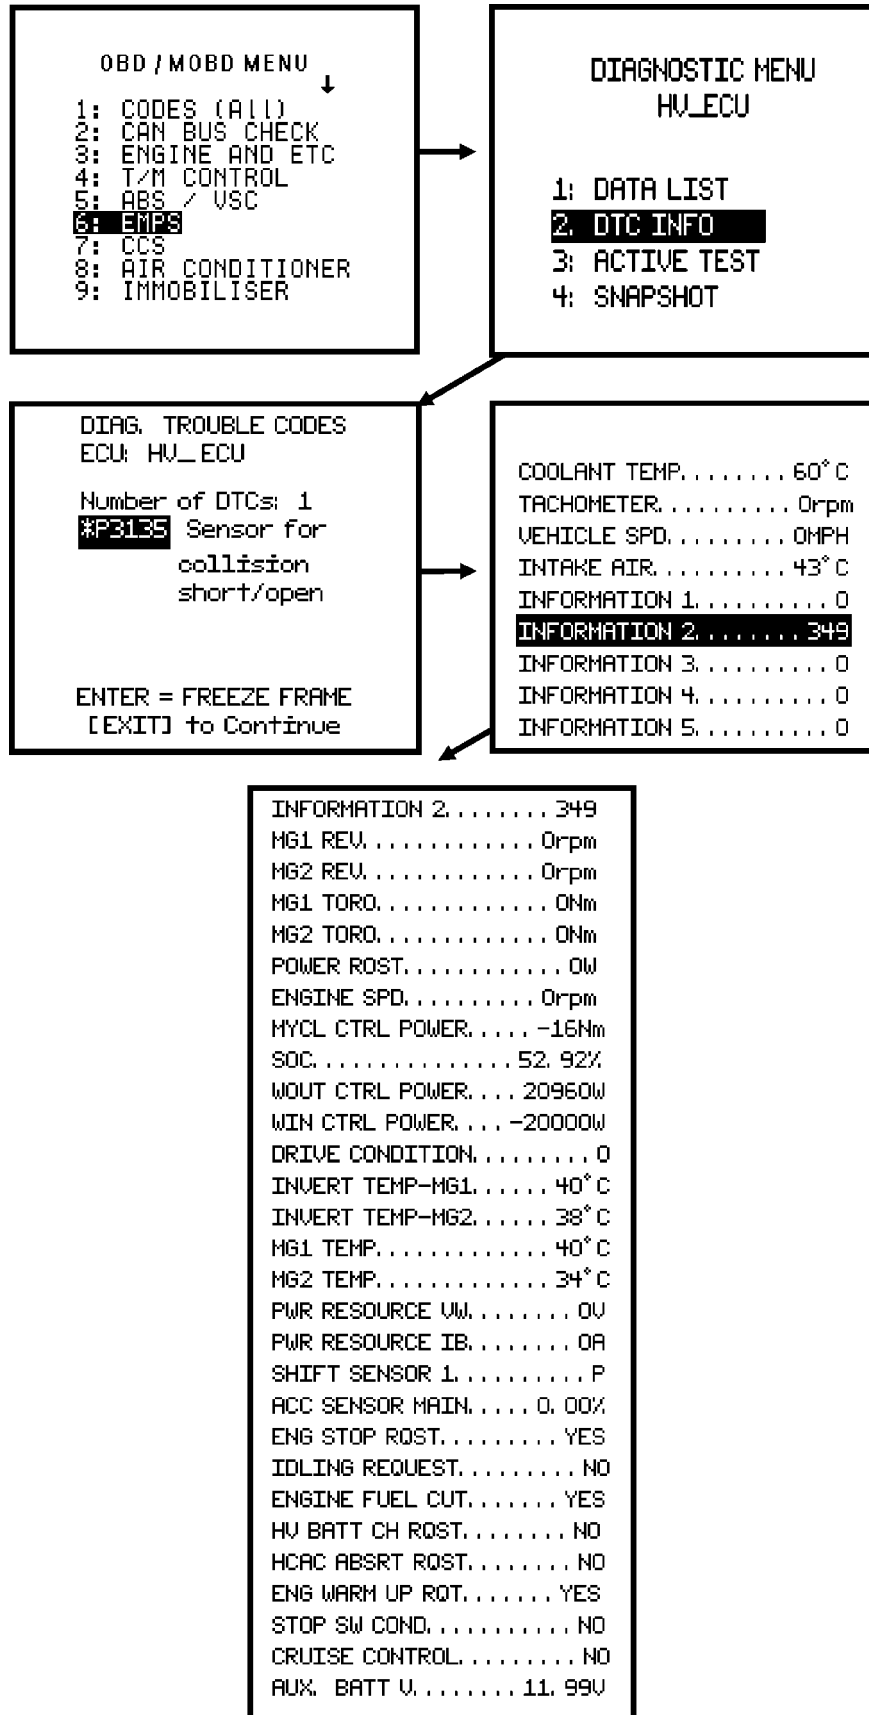 OBD / MOBD MENU
↓
1: CODES (All)
2: CAN BUS CHECK
3: ENGINE AND ETC
4: T/M CONTROL
5: ABS / VSC
6: EMPS
7: CCS
8: AIR CONDITIONER
9: IMMOBILISER
DIAGNOSTIC MENU
HV_ECU
1: DATA LIST
2. DTC INFO
3: ACTIVE TEST
4: SNAPSHOT
DIAG. TROUBLE CODES
ECU: HV_ECU
Number of DTCs: 1
*P3135 Sensor for
collision
short/open
ENTER = FREEZE FRAME
[EXIT] to Continue
COOLANT TEMP........60°C
TACHOMETER..........0rpm
VEHICLE SPD.........0MPH
INTAKE AIR..........43°C
INFORMATION 1..........0
INFORMATION 2........349
INFORMATION 3..........0
INFORMATION 4..........0
INFORMATION 5..........0
INFORMATION 2........349
MG1 REV.............0rpm
MG2 REV.............0rpm
MG1 TORO.............0Nm
MG2 TORO.............0Nm
POWER ROST............0W
ENGINE SPD..........0rpm
MYCL CTRL POWER.....-16Nm
SOC...............52.92%
WOUT CTRL POWER....20960W
WIN CTRL POWER....-20000W
DRIVE CONDITION.........0
INVERT TEMP-MG1......40°C
INVERT TEMP-MG2......38°C
MG1 TEMP.............40°C
MG2 TEMP.............34°C
PWR RESOURCE VW........0V
PWR RESOURCE IB........0A
SHIFT SENSOR 1..........P
ACC SENSOR MAIN.....0.00%
ENG STOP RQST.........YES
IDLING REQUEST.........NO
ENGINE FUEL CUT.......YES
HV BATT CH RQST........NO
HCAC ABSRT RQST........NO
ENG WARM UP RQT.......YES
STOP SW COND...........NO
CRUISE CONTROL.........NO
AUX. BATT V........11.99V